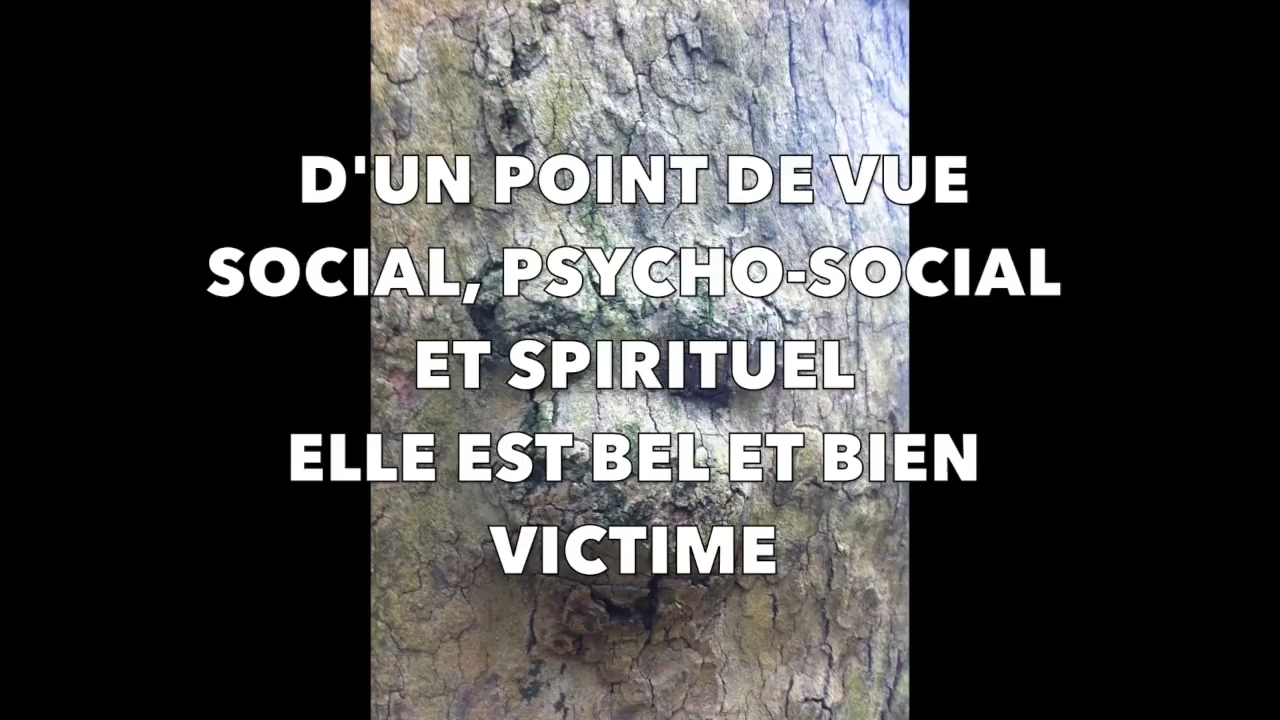 D'UN POINT DE VUE
SOCIAL, PSYCHO-SOCIAL
ET SPIRITUEL
ELLE EST BEL ET BIEN
VICTIME